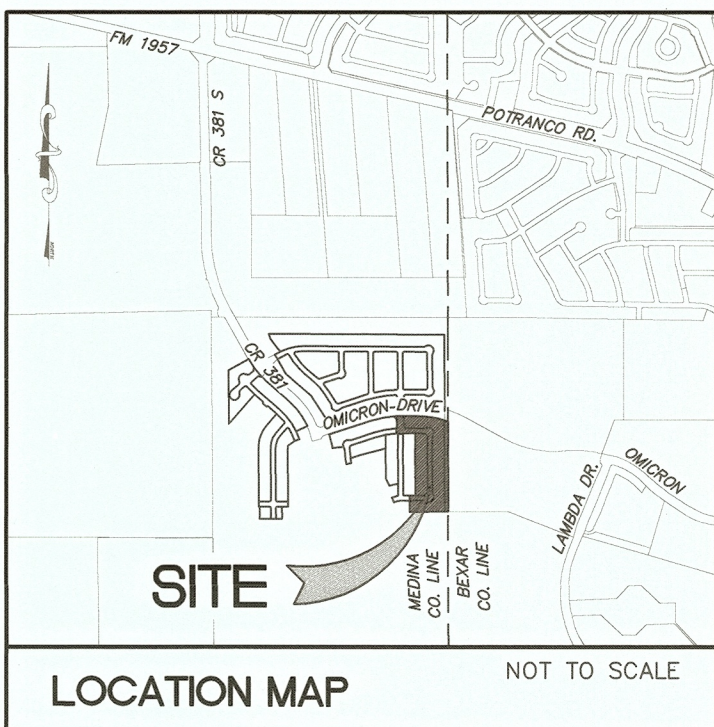 FM 1957
CR 381 S
POTRANCO RD.
CR 381
OMICRON DRIVE
OMICRON
LAMBDA DR.
SITE
MEDINA
CO. LINE
BEXAR
CO. LINE
NOT TO SCALE
LOCATION MAP